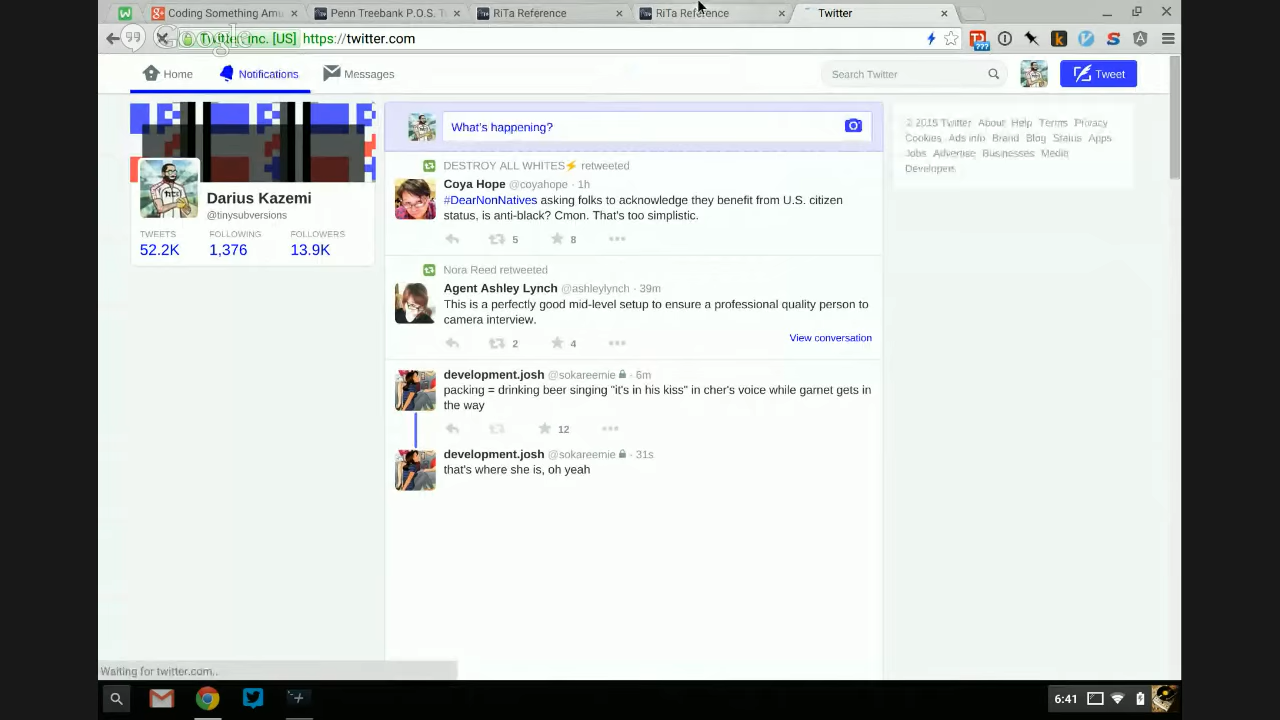 Coding Something Amu
Penn Treebank P.O.S. T
RiTa Reference
RiTa Reference
Twitter
Google
Twitter Inc. [US] https://twitter.com
Home
Notifications
Messages
Search Twitter
Tweet
Darius Kazemi
@tinysubversions
TWEETS
FOLLOWING
FOLLOWERS
52.2K
1,376
13.9K
What's happening?
DESTROY ALL WHITES⚡ retweeted
Coya Hope @coyahope · 1h
#DearNonNatives asking folks to acknowledge they benefit from U.S. citizen
status, is anti-black? Cmon. That's too simplistic.
5
8
Nora Reed retweeted
Agent Ashley Lynch @ashleylynch · 39m
This is a perfectly good mid-level setup to ensure a professional quality person to
camera interview.
View conversation
2
4
development.josh @sokareemie · 6m
packing = drinking beer singing "it's in his kiss" in cher's voice while garnet gets in
the way
12
development.josh @sokareemie · 31s
that's where she is, oh yeah
© 2015 Twitter About Help Terms Privacy
Cookies Ads info Brand Blog Status Apps
Jobs Advertise Businesses Media
Developers
Waiting for twitter.com...
6:41